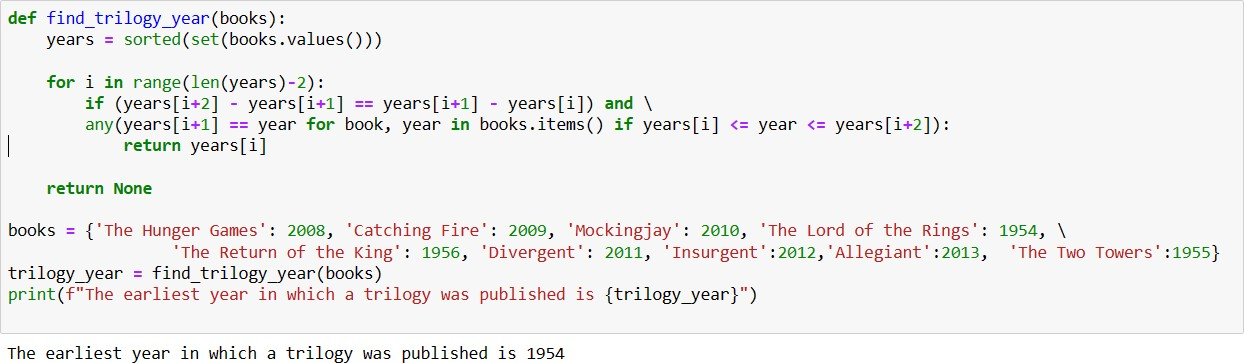 def find_trilogy_year(books):
    years = sorted(set(books.values()))
    for i in range(len(years)-2):
        if (years[i+2] - years[i+1] == years[i+1] - years[i]) and \
        any(years[i+1] == year for book, year in books.items() if years[i] <= year <= years[i+2]):
            return years[i]
    return None
books = {'The Hunger Games': 2008, 'Catching Fire': 2009, 'Mockingjay': 2010, 'The Lord of the Rings': 1954, \
                'The Return of the King': 1956, 'Divergent': 2011, 'Insurgent':2012,'Allegiant':2013,  'The Two Towers':1955}
trilogy_year = find_trilogy_year(books)
print(f"The earliest year in which a trilogy was published is {trilogy_year}")
The earliest year in which a trilogy was published is 1954